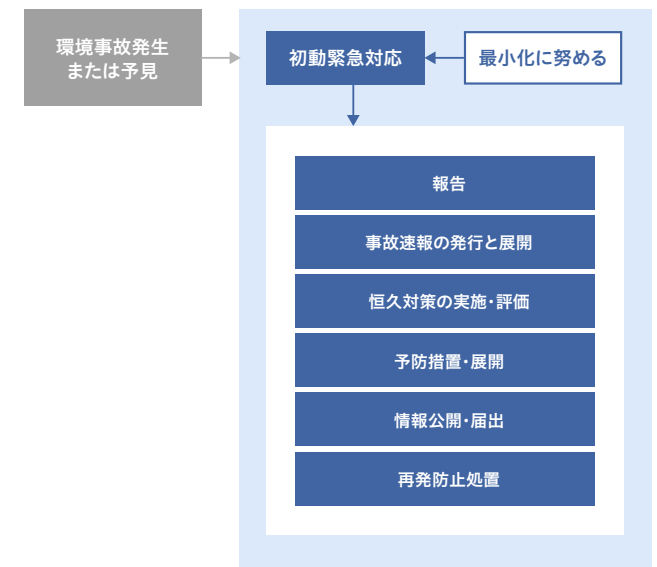 環境事故発生
または予見
初動緊急対応
最小化に努める
報告
事故速報の発行と展開
恒久対策の実施・評価
予防措置・展開
情報公開・届出
再発防止処置